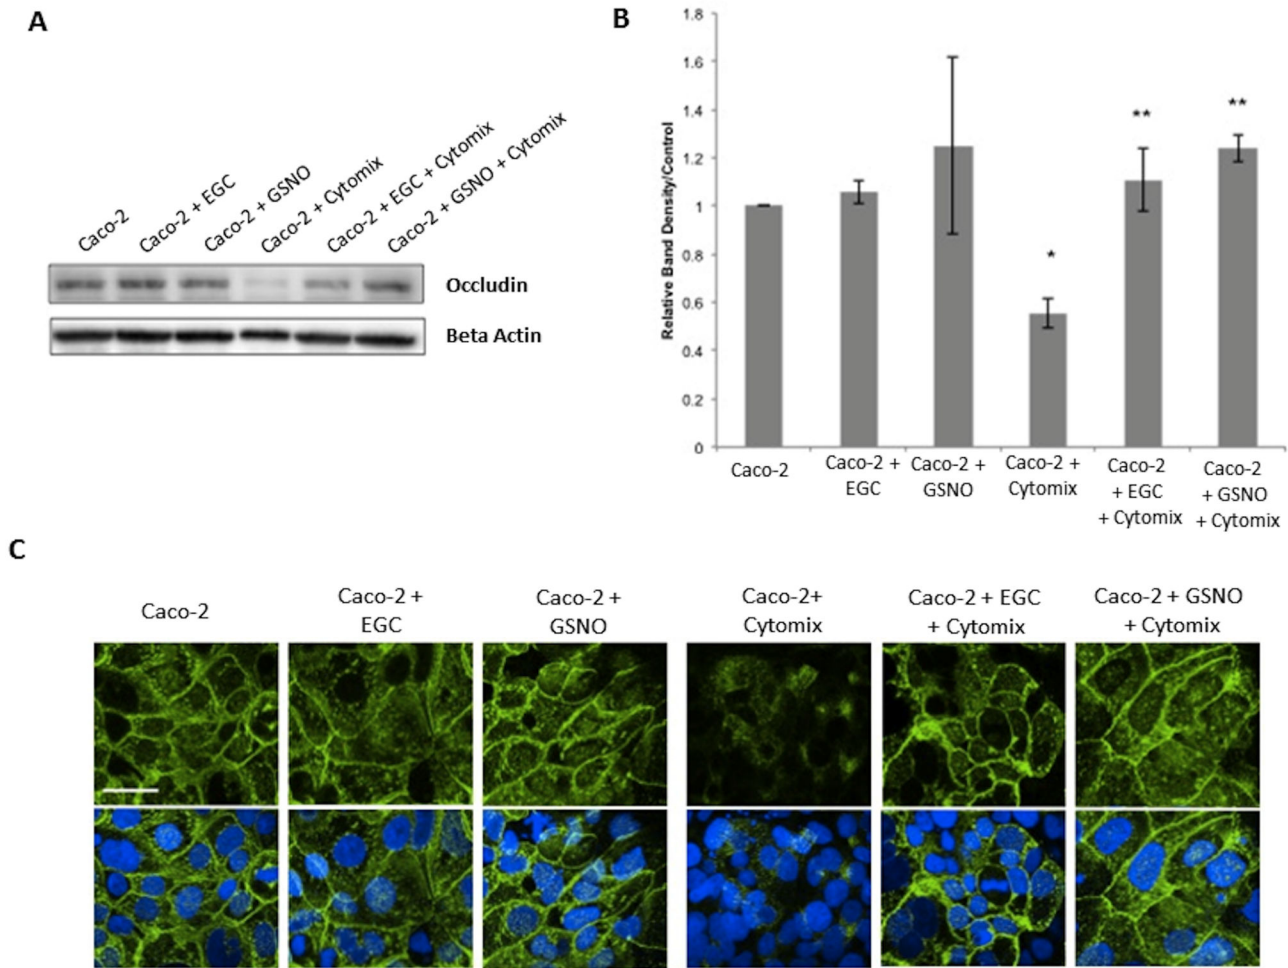 A
Caco-2
Caco-2 + EGC
Caco-2 + GSNO
Caco-2 + Cytomix
Caco-2 + EGC + Cytomix
Caco-2 + GSNO + Cytomix
Occludin
Beta Actin
B
Relative Band Density/Control
1.8
1.6
1.4
1.2
1
0.8
0.6
0.4
0.2
0
*
**
**
Caco-2
Caco-2 +
EGC
Caco-2 +
GSNO
Caco-2 +
Cytomix
Caco-2
+ EGC
+ Cytomix
Caco-2
+ GSNO
+ Cytomix
C
Caco-2
Caco-2 +
EGC
Caco-2 +
GSNO
Caco-2+
Cytomix
Caco-2 + EGC
+ Cytomix
Caco-2 + GSNO
+ Cytomix